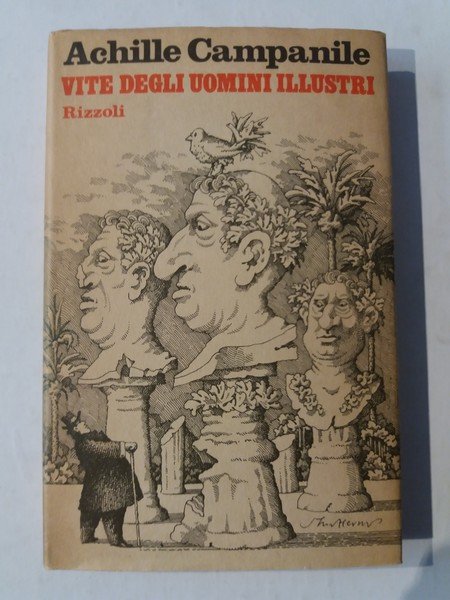 Achille Campanile
VITE DEGLI UOMINI ILLUSTRI
Rizzoli